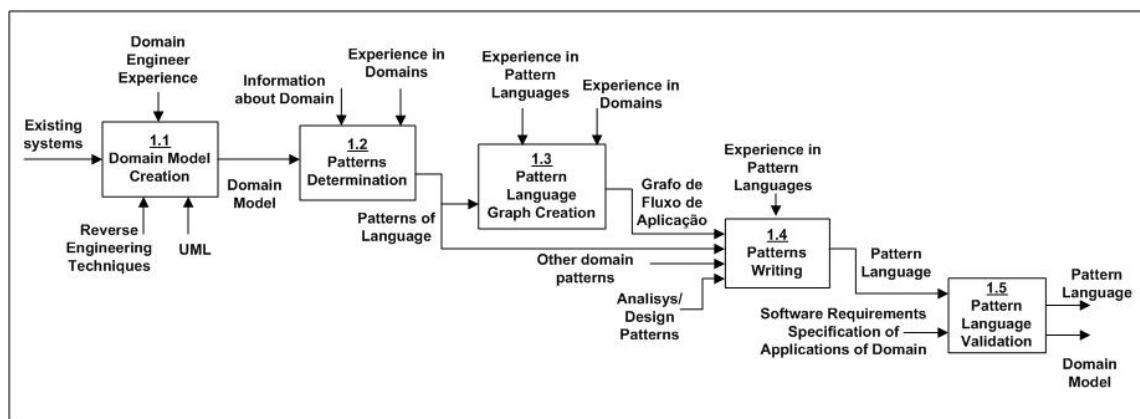 Domain
Engineer
Experience
Existing
systems
1.1
Domain Model
Creation
Reverse
Engineering
Techniques
UML
Domain
Model
Information
about Domain
Experience in
Domains
1.2
Patterns
Determination
Patterns of
Language
Experience in
Pattern
Languages
Experience
in Domains
1.3
Pattern
Language
Graph Creation
Grafo de
Fluxo de
Aplicação
Experience in
Pattern
Languages
Other domain
patterns
Analisys/
Design
Patterns
1.4
Patterns
Writing
Pattern
Language
Software Requirements
Specification of
Applications of Domain
1.5
Pattern
Language
Validation
Pattern
Language
Domain
Model